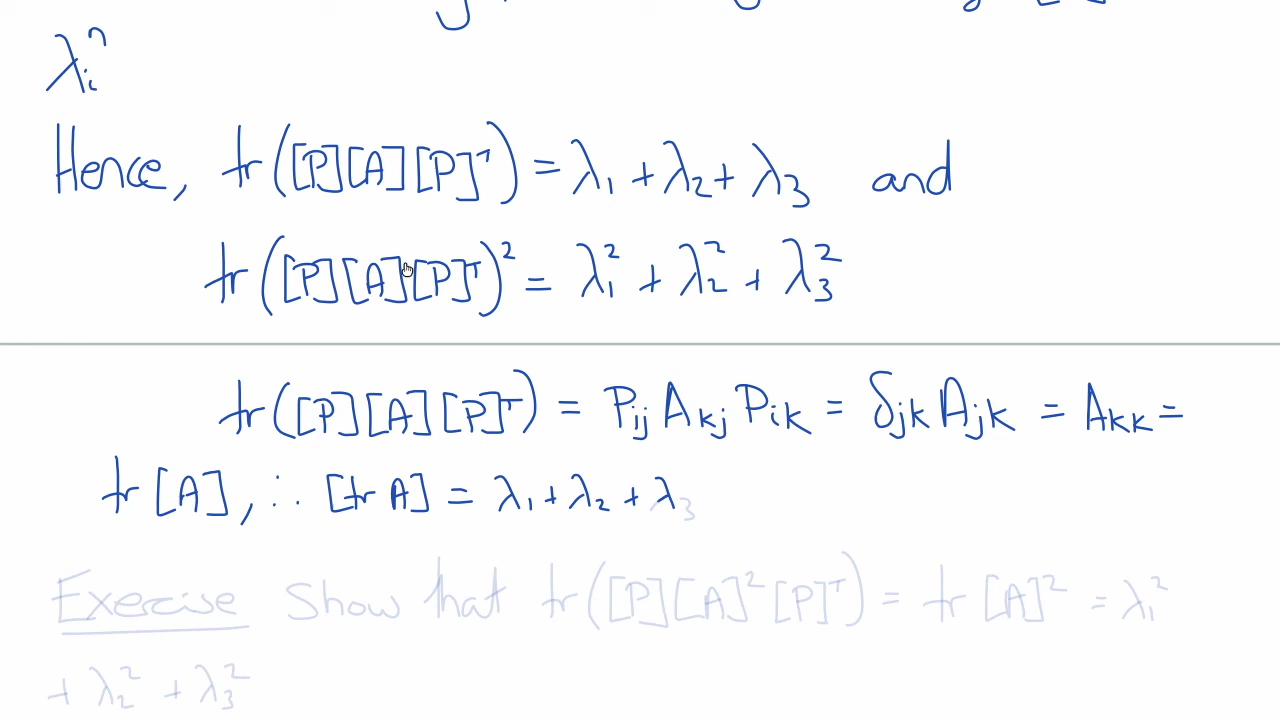 λᵢⁿ
Hence, tr([P][A][P]ᵀ) = λ₁ + λ₂ + λ₃ and
tr([P][A][P]ᵀ)² = λ₁² + λ₂² + λ₃²
tr([P][A][P]ᵀ) = Pᵢⱼ Aₖⱼ Pᵢₖ = δⱼₖ Aⱼₖ = Aₖₖ =
tr [A], ∴ [tr A] = λ₁ + λ₂ + λ₃
Exercise Show that tr([P][A]²[P]ᵀ) = tr [A]² = λ₁²
+ λ₂² + λ₃²